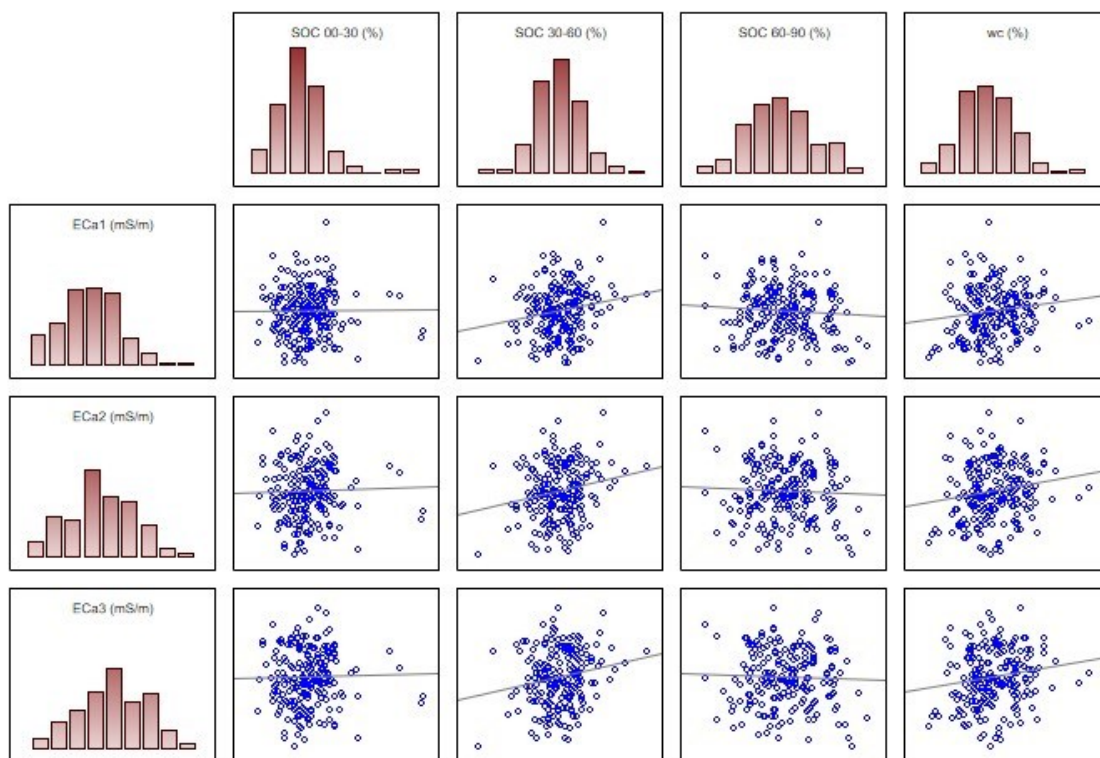 SOC 00-30 (%)
SOC 30-60 (%)
SOC 60-90 (%)
wc (%)
ECa1 (mS/m)
ECa2 (mS/m)
ECa3 (mS/m)